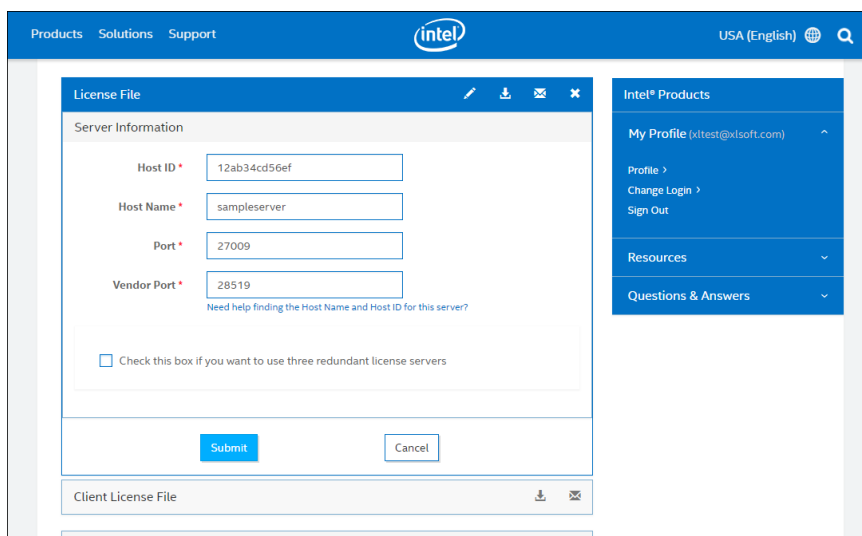 Products Solutions Support
intel
USA (English)
License File
Server Information
Host ID *
12ab34cd56ef
Host Name *
sampleserver
Port *
27009
Vendor Port *
28519
Need help finding the Host Name and Host ID for this server?
Check this box if you want to use three redundant license servers
Submit
Cancel
Client License File
Intel® Products
My Profile (xltest@xlsoft.com)
Profile >
Change Login >
Sign Out
Resources
Questions & Answers